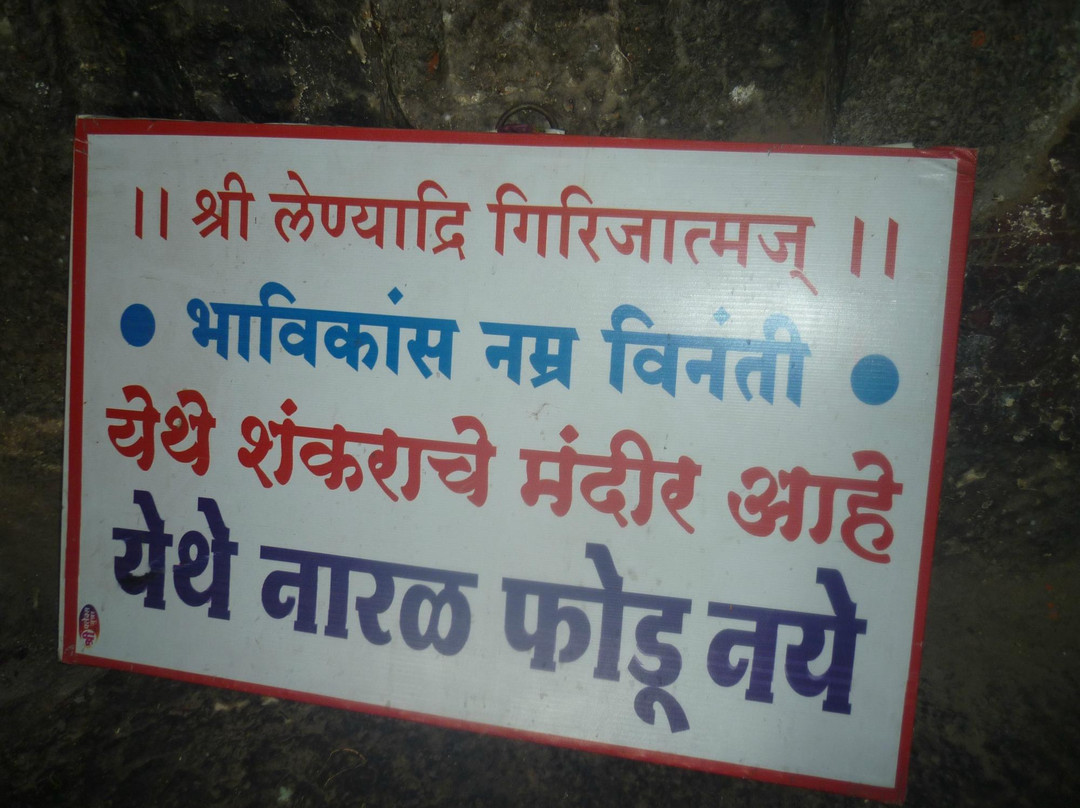 ।। श्री लेण्याद्रि गिरिजात्मज् ।।
• भाविकांस नम्र विनंती •
येथे शंकराचे मंदीर आहे
येथे नारळ फोडू नये